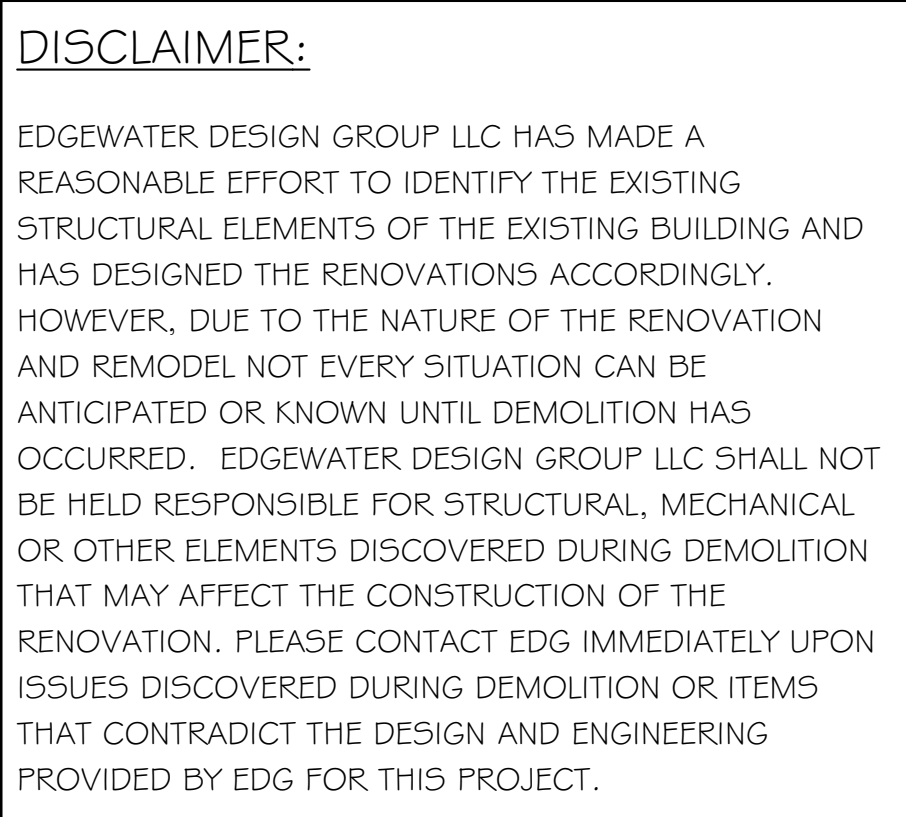 DISCLAIMER:
EDGEWATER DESIGN GROUP LLC HAS MADE A
REASONABLE EFFORT TO IDENTIFY THE EXISTING
STRUCTURAL ELEMENTS OF THE EXISTING BUILDING AND
HAS DESIGNED THE RENOVATIONS ACCORDINGLY.
HOWEVER, DUE TO THE NATURE OF THE RENOVATION
AND REMODEL NOT EVERY SITUATION CAN BE
ANTICIPATED OR KNOWN UNTIL DEMOLITION HAS
OCCURRED.  EDGEWATER DESIGN GROUP LLC SHALL NOT
BE HELD RESPONSIBLE FOR STRUCTURAL, MECHANICAL
OR OTHER ELEMENTS DISCOVERED DURING DEMOLITION
THAT MAY AFFECT THE CONSTRUCTION OF THE
RENOVATION. PLEASE CONTACT EDG IMMEDIATELY UPON
ISSUES DISCOVERED DURING DEMOLITION OR ITEMS
THAT CONTRADICT THE DESIGN AND ENGINEERING
PROVIDED BY EDG FOR THIS PROJECT.